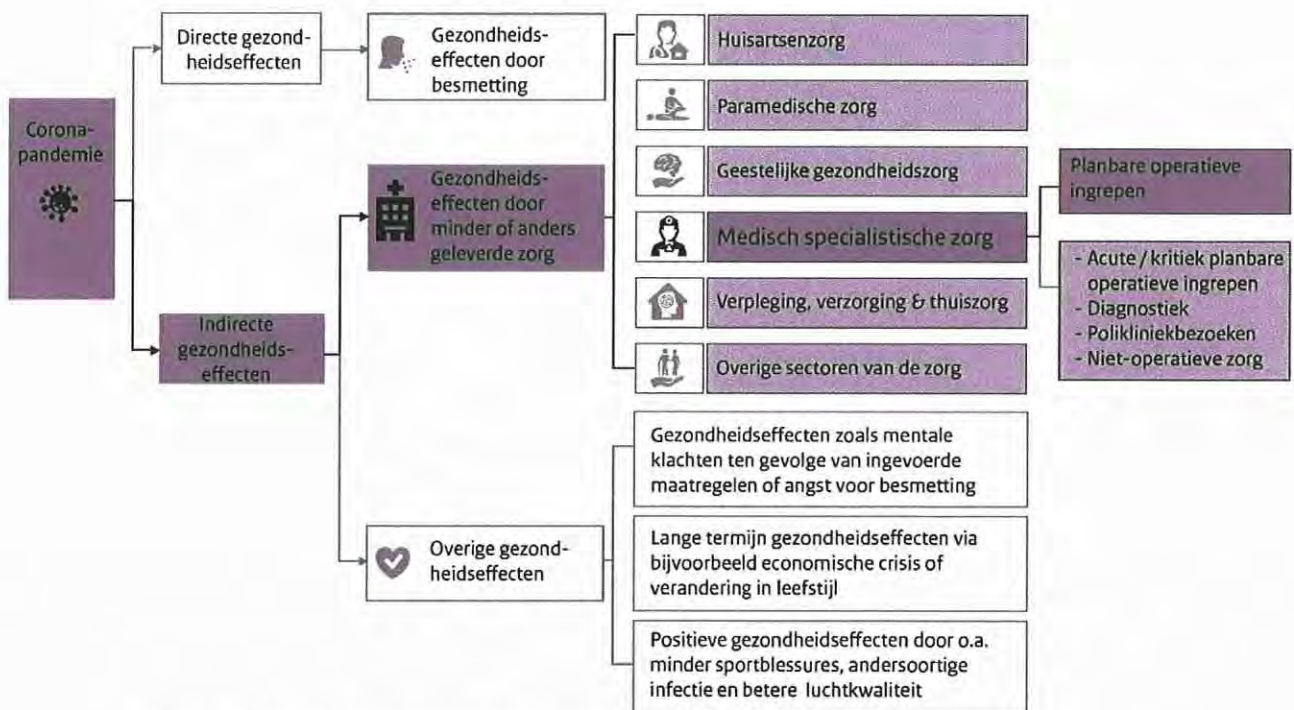 Corona-
pandemie
Directe gezond-
heidseffecten
Gezondheids-
effecten door
besmetting
Indirecte
gezondheids-
effecten
Gezondheids-
effecten door
minder of anders
geleverde zorg
Huisartsenzorg
Paramedische zorg
Geestelijke gezondheidszorg
Medisch specialistische zorg
Verpleging, verzorging & thuiszorg
Overige sectoren van de zorg
Planbare operatieve
ingrepen
- Acute / kritiek planbare
operatieve ingrepen
- Diagnostiek
- Polikliniekbezoeken
- Niet-operatieve zorg
Overige gezond-
heidseffecten
Gezondheidseffecten zoals mentale
klachten ten gevolge van ingevoerde
maatregelen of angst voor besmetting
Lange termijn gezondheidseffecten via
bijvoorbeeld economische crisis of
verandering in leefstijl
Positieve gezondheidseffecten door o.a.
minder sportblessures, andersoortige
infectie en betere luchtkwaliteit